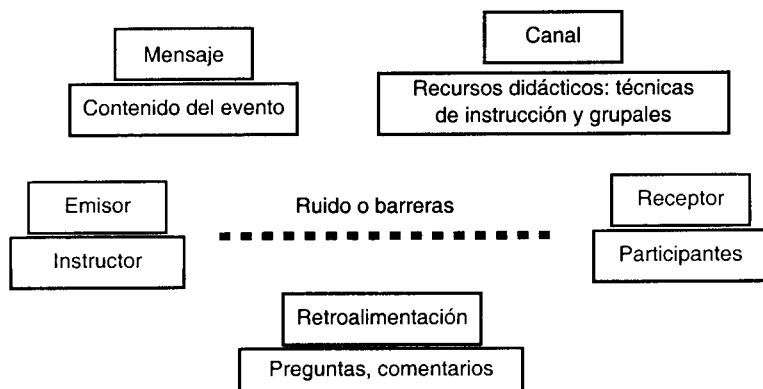 Mensaje
Contenido del evento
Canal
Recursos didácticos: técnicas
de instrucción y grupales
Emisor
Instructor
Ruido o barreras
Receptor
Participantes
Retroalimentación
Preguntas, comentarios